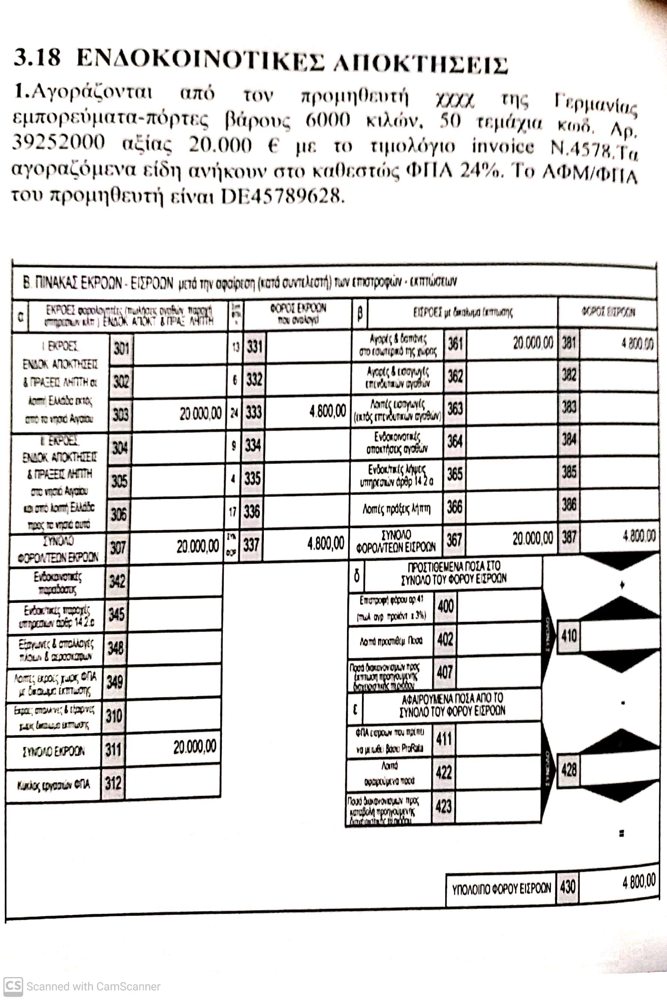 3.18 ΕΝΔΟΚΟΙΝΟΤΙΚΕΣ ΑΠΟΚΤΗΣΕΙΣ
1.Αγοράζονται από τον προμηθευτή χχχχ της Γερμανίας
εμπορεύματα-πόρτες βάρους 6000 κιλών, 50 τεμάχια κωδ. Αρ.
39252000 αξίας 20.000 € με το τιμολόγιο invoice Ν.4578.Τα
αγοραζόμενα είδη ανήκουν στο καθεστώς ΦΠΑ 24%. Το ΑΦΜ/ΦΠΑ
του προμηθευτή είναι DE45789628.
Β. ΠΙΝΑΚΑΣ ΕΚΡΟΩΝ - ΕΙΣΡΟΩΝ μετά την αφαίρεση (κατά συντελεστή) των επιστροφών - εκπτώσεων
α
ΕΚΡΟΕΣ φορολογητέες (πωλήσεις αγαθών, παροχή
υπηρεσιών κλπ ) ΕΝΔΟΚ ΑΠΟΚΤ & ΠΡΑΞ ΛΗΠΤΗ
ΦΟΡΟΣ ΕΚΡΟΩΝ
που αναλογεί
β
ΕΙΣΡΟΕΣ με δικαίωμα έκπτωσης
ΦΟΡΟΣ ΕΙΣΡΟΩΝ
Ι. ΕΚΡΟΕΣ,
ΕΝΔΟΚ ΑΠΟΚΤΗΣΕΙΣ
& ΠΡΑΞΕΙΣ ΛΗΠΤΗ σε
λοιπή Ελλάδα εκτός
από τα νησιά Αιγαίου
301 13 331
Αγορές & δαπάνες
στο εσωτερικό της χώρας
361 20.000,00 381 4.800,00
302 6 332
Αγορές & εισαγωγές
επενδυτικών αγαθών
362 382
303 20.000,00 24 333 4.800,00
Λοιπές εισαγωγές
(εκτός επενδυτικών αγαθών)
363 383
ΙΙ. ΕΚΡΟΕΣ,
ΕΝΔΟΚ ΑΠΟΚΤΗΣΕΙΣ
& ΠΡΑΞΕΙΣ ΛΗΠΤΗ
στα νησιά Αιγαίου
και από λοιπή Ελλάδα
προς τα νησιά αυτά
304 9 334
Ενδοκοινοτικές
αποκτήσεις αγαθών
364 384
305 4 335
Ενδοκ/τικές λήψεις
υπηρεσιών άρθρ 14 2 α
365 385
306 17 336
Λοιπές πράξεις λήπτη
366 386
ΣΥΝΟΛΟ
ΦΟΡΟΛ/ΤΕΩΝ ΕΚΡΟΩΝ
307 20.000,00
ΣΥΝ
ΦΟΡ
337 4.800,00
ΣΥΝΟΛΟ
ΦΟΡΟΛ/ΤΕΩΝ ΕΙΣΡΟΩΝ
367 20.000,00 387 4.800,00
Ενδοκοινοτικές
παραδόσεις
342
Ενδοκ/τικές παροχές
υπηρεσιών άρθρ 14.2.α
345
Εξαγωγές & απαλλαγές
πλοίων & αεροσκαφών
348
Λοιπές εκροές χωρίς ΦΠΑ
με δικαίωμα έκπτωσης
349
310
ΣΥΝΟΛΟ ΕΚΡΟΩΝ 311 20.000,00
Κύκλος εργασιών ΦΠΑ 312
δ
ΠΡΟΣΤΙΘΕΜΕΝΑ ΠΟΣΑ ΣΤΟ
ΣΥΝΟΛΟ ΤΟΥ ΦΟΡΟΥ ΕΙΣΡΟΩΝ
+
Επιστροφή φόρου αρ.41
(πωλ αγρ προϊόντ x 3%)
400
Λοιπά προστιθέμ Ποσά 402
ΣΥΝΟΛΟ
410
Ποσά διακανονισμών προς
έκπτωση προηγούμενης
διαχειριστικής περιόδου
407
ε
ΑΦΑΙΡΟΥΜΕΝΑ ΠΟΣΑ ΑΠΟ ΤΟ
ΣΥΝΟΛΟ ΤΟΥ ΦΟΡΟΥ ΕΙΣΡΟΩΝ
-
ΦΠΑ εισροών που πρέπει
να μειωθεί βάσει ProRata
411
Λοιπά
αφαιρούμενα ποσά
422
ΣΥΝΟΛΟ
428
Ποσά διακανονισμών προς
καταβολή προηγούμενης
διαχειριστικής περιόδου
423
=
ΥΠΟΛΟΙΠΟ ΦΟΡΟΥ ΕΙΣΡΟΩΝ 430 4.800,00
CS Scanned with CamScanner